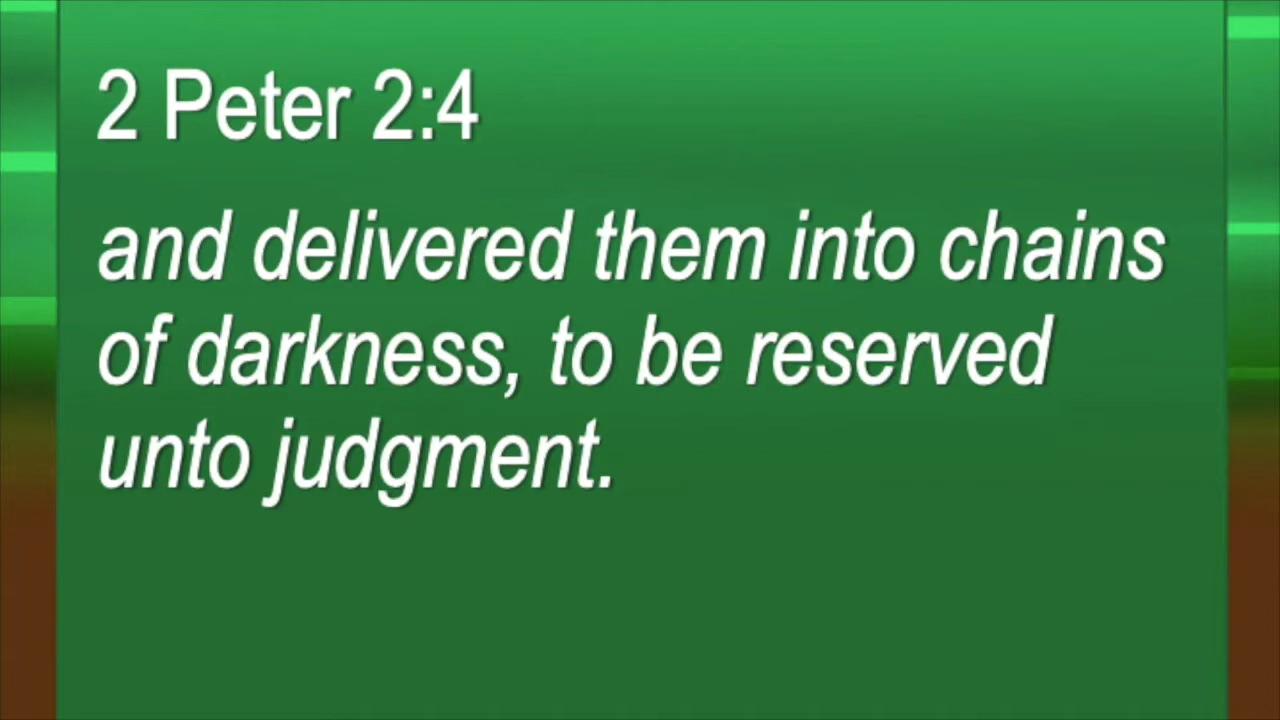 2 Peter 2:4
and delivered them into chains
of darkness, to be reserved
unto judgment.